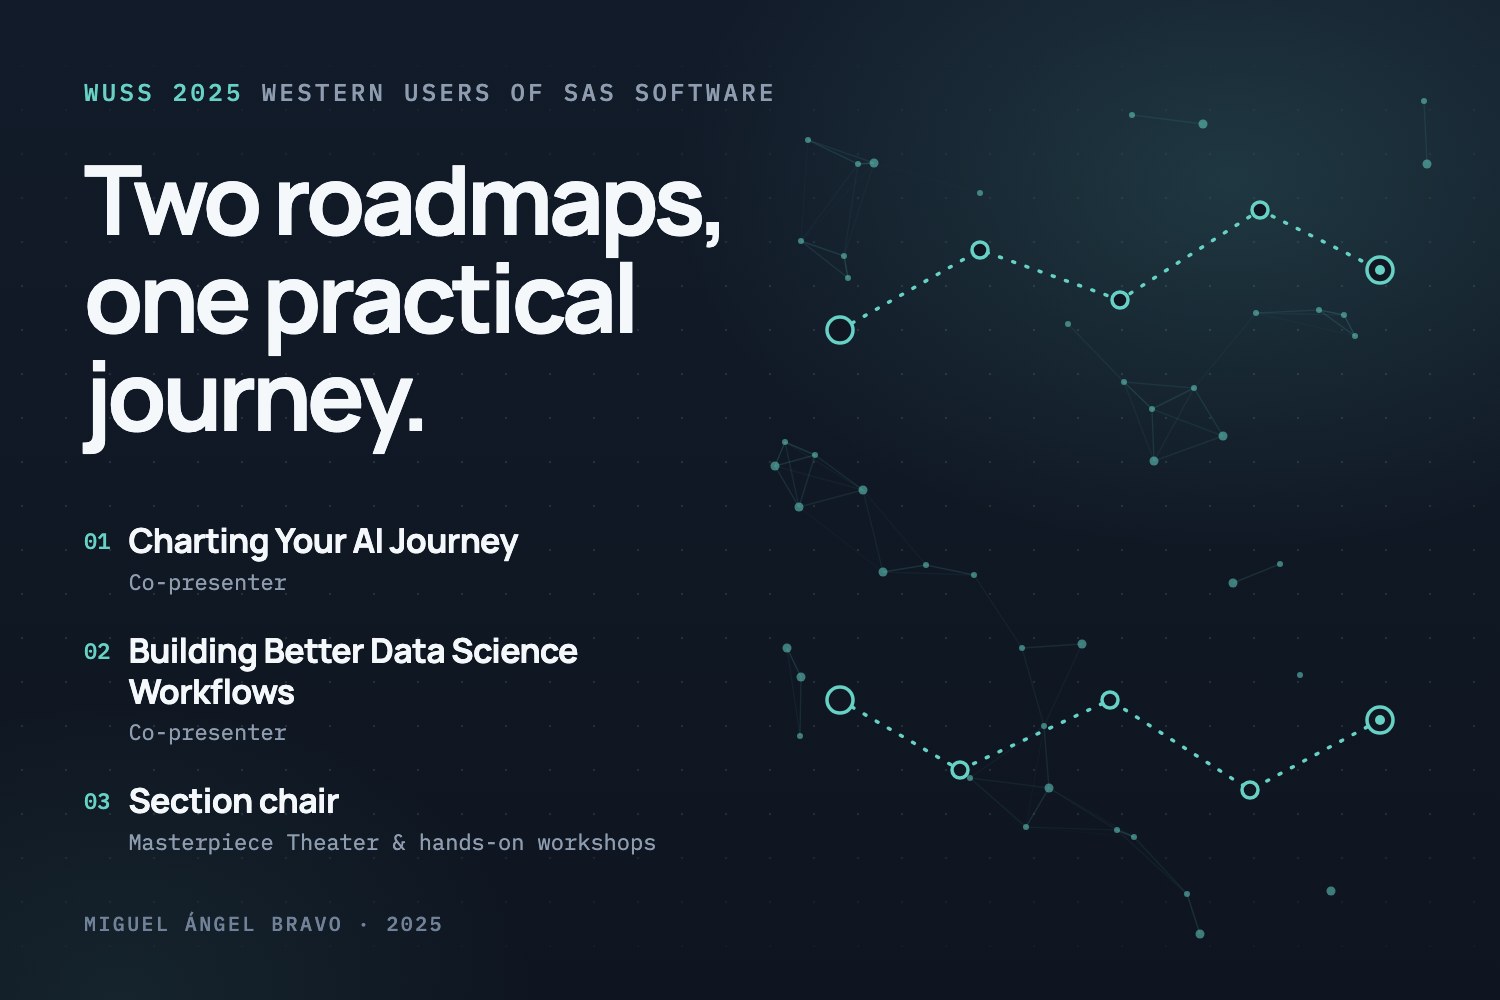 WUSS 2025 WESTERN USERS OF SAS SOFTWARE
Two roadmaps,
one practical
journey.
01 Charting Your AI Journey
Co-presenter
02 Building Better Data Science
Workflows
Co-presenter
03 Section chair
Masterpiece Theater & hands-on workshops
MIGUEL ÁNGEL BRAVO · 2025